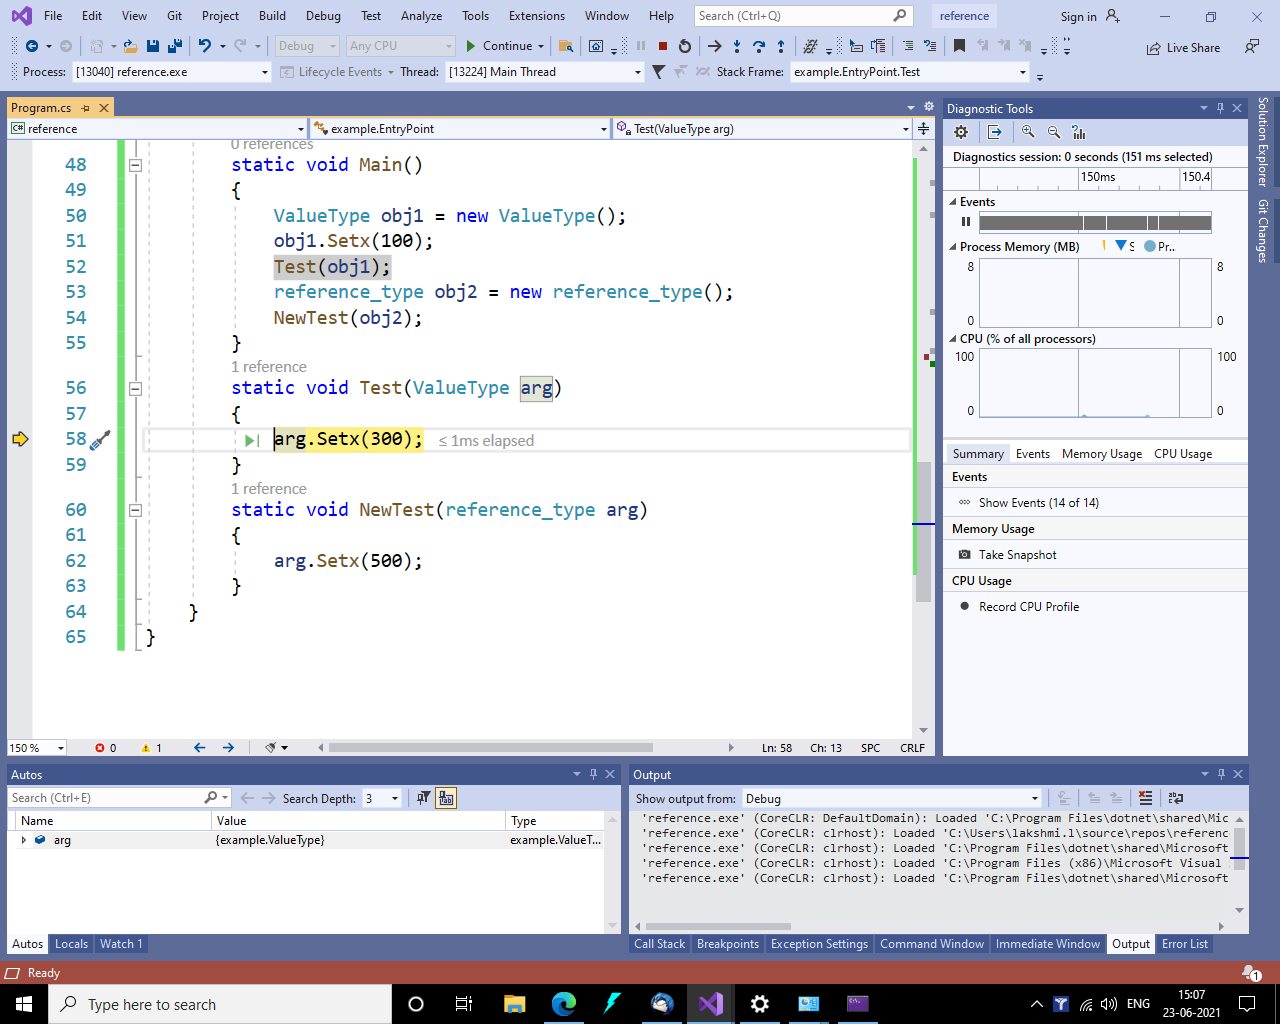 File Edit View Git Project Build Debug Test Analyze Tools Extensions Window Help Search (Ctrl+Q) reference Sign in
Debug Any CPU Continue Live Share
Process: [13040] reference.exe Lifecycle Events Thread: [13224] Main Thread Stack Frame: example.EntryPoint.Test
Program.cs
C# reference example.EntryPoint Test(ValueType arg)
0 references
48 static void Main()
49 {
50 ValueType obj1 = new ValueType();
51 obj1.Setx(100);
52 Test(obj1);
53 reference_type obj2 = new reference_type();
54 NewTest(obj2);
55 }
1 reference
56 static void Test(ValueType arg)
57 {
58 arg.Setx(300); ≤ 1ms elapsed
59 }
1 reference
60 static void NewTest(reference_type arg)
61 {
62 arg.Setx(500);
63 }
64 }
65 }
150 % 0 1 Ln: 58 Ch: 13 SPC CRLF
Diagnostic Tools
Diagnostics session: 0 seconds (151 ms selected)
150ms 150.4
Events
Process Memory (MB) S Pr..
8 8
0 0
CPU (% of all processors)
100 100
0 0
Summary Events Memory Usage CPU Usage
Events
Show Events (14 of 14)
Memory Usage
Take Snapshot
CPU Usage
Record CPU Profile
Solution Explorer
Git Changes
Autos
Search (Ctrl+E) Search Depth: 3
Name Value Type
arg {example.ValueType} example.ValueT...
Autos Locals Watch 1
Output
Show output from: Debug
'reference.exe' (CoreCLR: DefaultDomain): Loaded 'C:\Program Files\dotnet\shared\Mic
'reference.exe' (CoreCLR: clrhost): Loaded 'C:\Users\lakshmi.l\source\repos\referenc
'reference.exe' (CoreCLR: clrhost): Loaded 'C:\Program Files\dotnet\shared\Microsoft
'reference.exe' (CoreCLR: clrhost): Loaded 'C:\Program Files (x86)\Microsoft Visual
'reference.exe' (CoreCLR: clrhost): Loaded 'C:\Program Files\dotnet\shared\Microsoft
Call Stack Breakpoints Exception Settings Command Window Immediate Window Output Error List
Ready 1
Type here to search ENG 15:07
23-06-2021